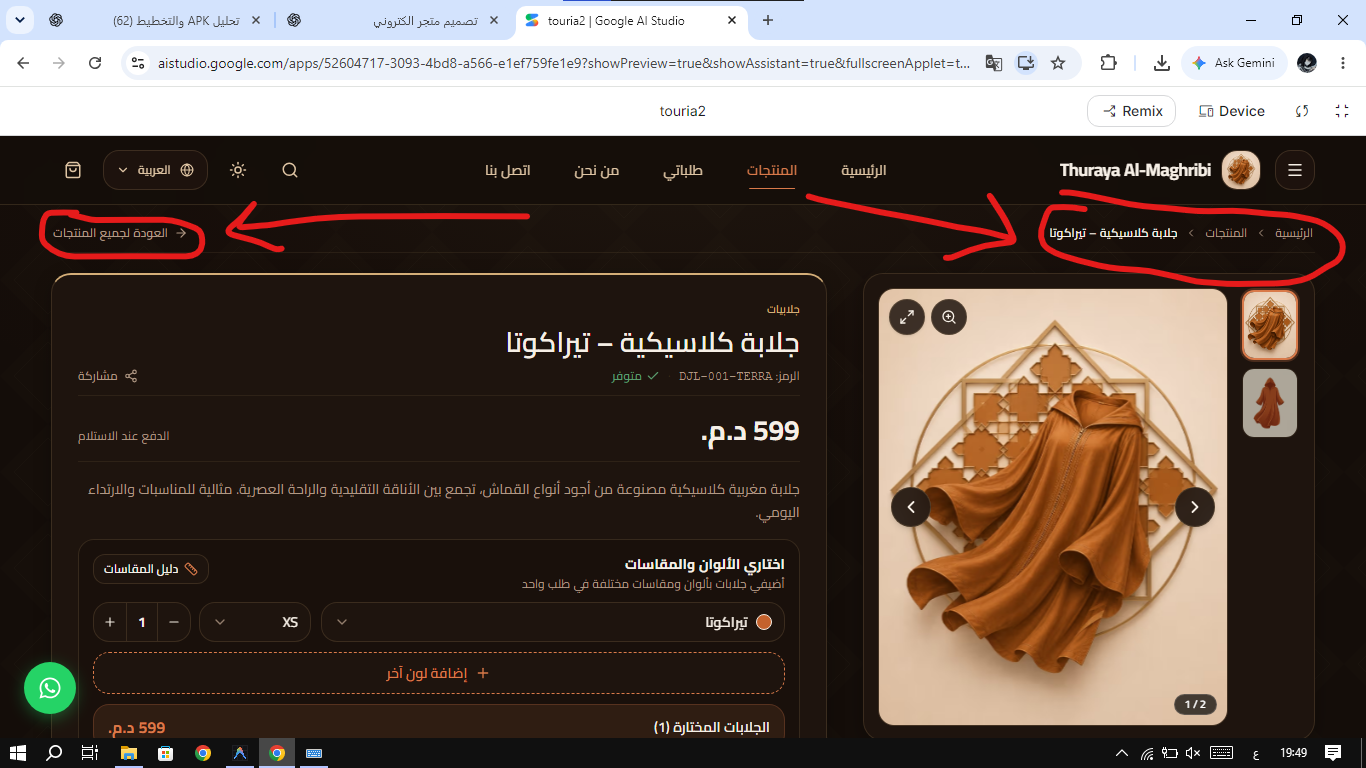 تحليل APK والتخطيط (62)
تصميم متجر الكتروني
touria2 | Google AI Studio
aistudio.google.com/apps/52604717-3093-4bd8-a566-e1ef759fe1e9?showPreview=true&showAssistant=true&fullscreenApplet=t...
Ask Gemini
touria2
Remix
Device
Thuraya Al-Maghribi
الرئيسية
المنتجات
طلباتي
من نحن
اتصل بنا
العربية
الرئيسية › المنتجات › جلابة كلاسيكية – تيراكوتا
العودة لجميع المنتجات
1 / 2
جلابيات
جلابة كلاسيكية – تيراكوتا
الرمز: DJL-001-TERRA · متوفر
مشاركة
599 د.م.
الدفع عند الاستلام
جلابة مغربية كلاسيكية مصنوعة من أجود أنواع القماش، تجمع بين الأناقة التقليدية والراحة العصرية. مثالية للمناسبات والارتداء
اليومي.
اختاري الألوان والمقاسات
دليل المقاسات
أضيفي جلابات بألوان ومقاسات مختلفة في طلب واحد
تيراكوتا
XS
− 1 +
+ إضافة لون آخر
الجلابات المختارة (1)
599 د.م.
ع
19:49